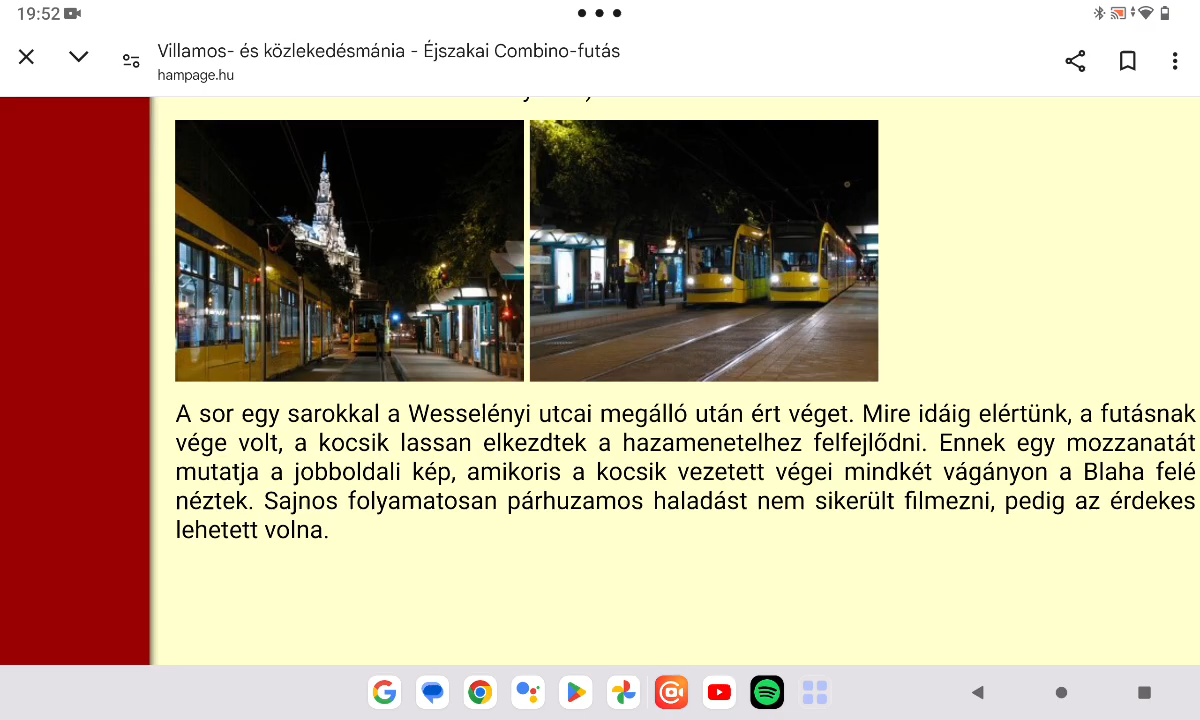 19:52
Villamos- és közlekedésmánia - Éjszakai Combino-futás
hampage.hu
A sor egy sarokkal a Wesselényi utcai megálló után ért véget. Mire idáig elértünk, a futásnak
vége volt, a kocsik lassan elkezdtek a hazamenetelhez felfejlődni. Ennek egy mozzanatát
mutatja a jobboldali kép, amikoris a kocsik vezetett végei mindkét vágányon a Blaha felé
néztek. Sajnos folyamatosan párhuzamos haladást nem sikerült filmezni, pedig az érdekes
lehetett volna.